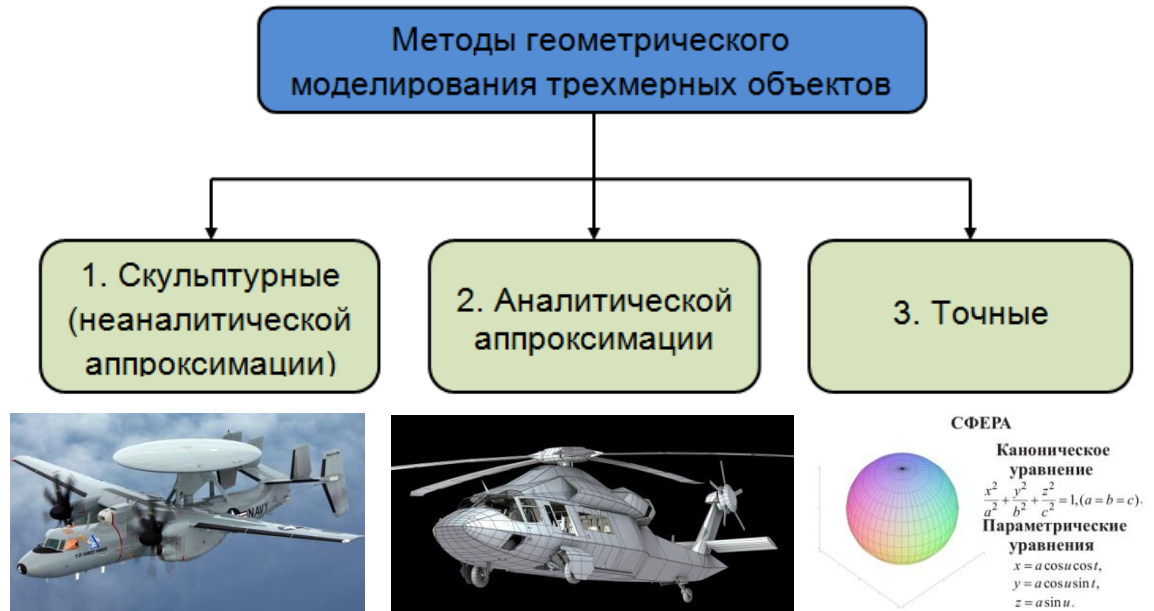 Методы геометрического
моделирования трехмерных объектов
1. Скульптурные
(неаналитической
аппроксимации)
2. Аналитической
аппроксимации
3. Точные
NAVY
СФЕРА
Каноническое
уравнение
x²/a² + y²/b² + z²/c² = 1, (a = b = c).
Параметрические
уравнения
x = a cos u cos t,
y = a cos u sin t,
z = a sin u.